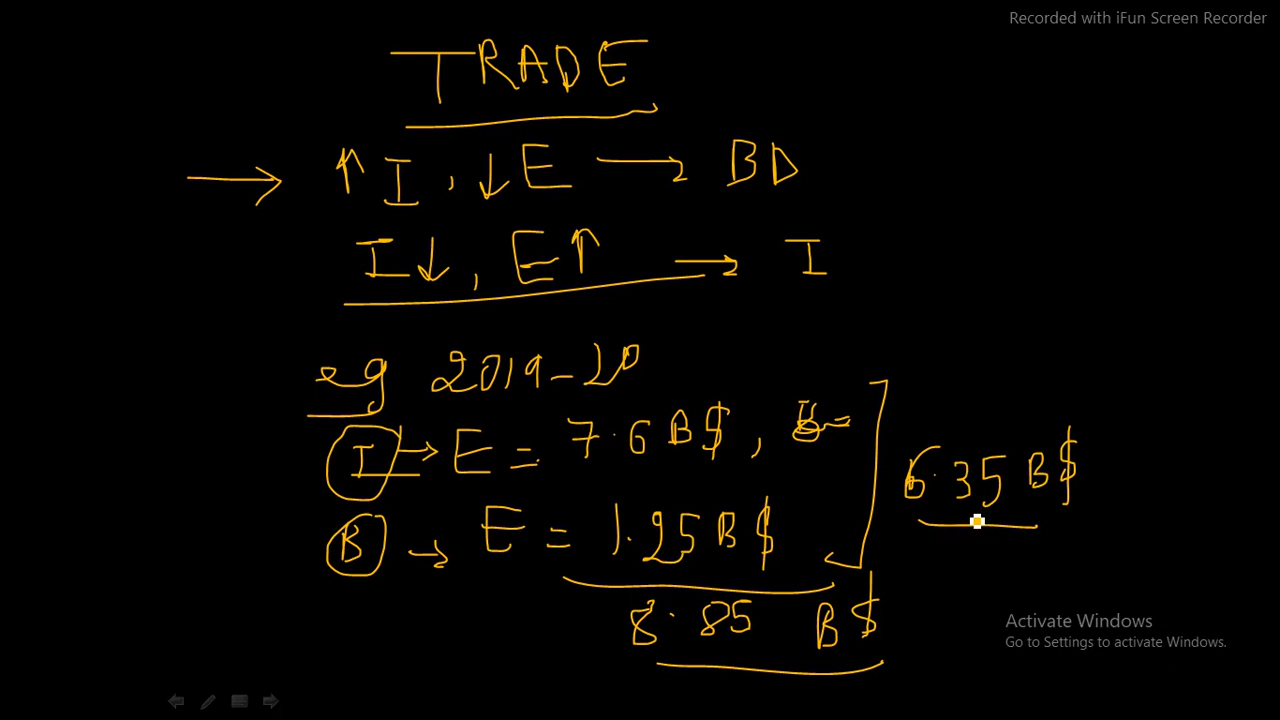 Recorded with iFun Screen Recorder
TRADE
→ ↑ I, ↓ E → BD
I ↓, E ↑ → I
eg 2019-20
I → E = 7.6 B$, =
6.35 B$
B → E = 1.25 B$
8.85 B$
Activate Windows
Go to Settings to activate Windows.